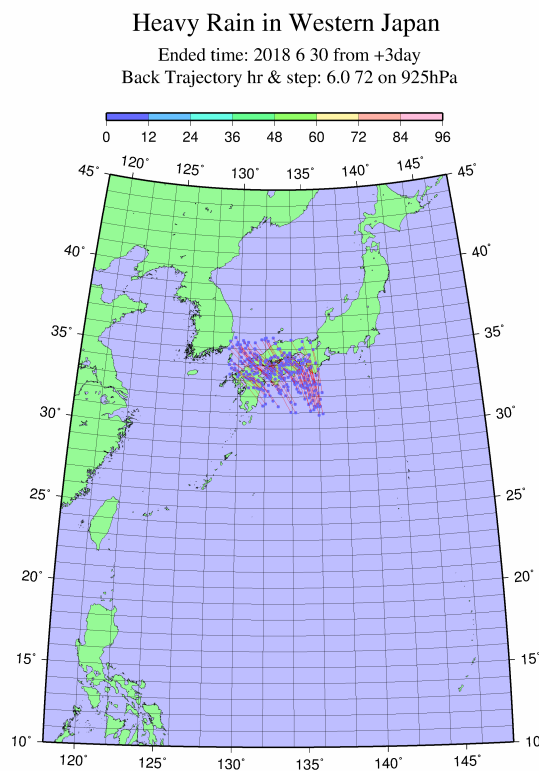 Heavy Rain in Western Japan
Ended time: 2018 6 30 from +3day
Back Trajectory hr & step: 6.0 72 on 925hPa
0 12 24 36 48 60 72 84 96
45˚ 120˚ 125˚ 130˚ 135˚ 140˚ 145˚ 45˚
40˚ 40˚
35˚ 35˚
30˚ 30˚
25˚ 25˚
20˚ 20˚
15˚ 15˚
10˚ 10˚
120˚ 125˚ 130˚ 135˚ 140˚ 145˚